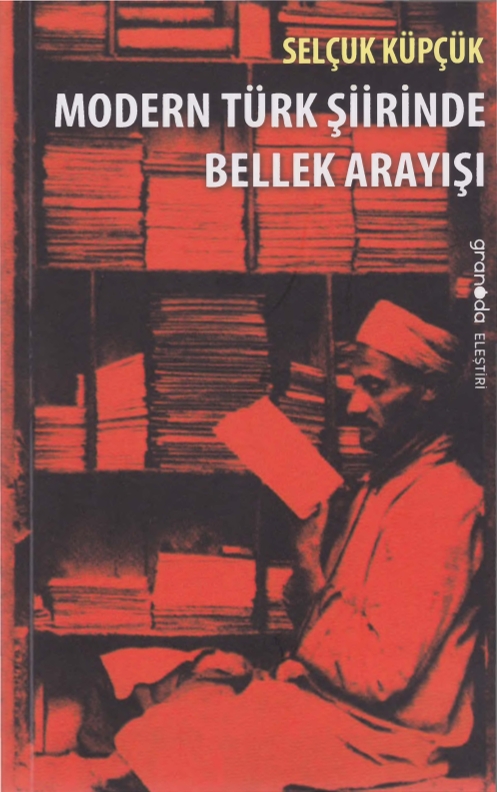 SELÇUK KÜPÇÜK
MODERN TÜRK ŞİİRİNDE
BELLEK ARAYIŞI
granada ELEŞTİRİ